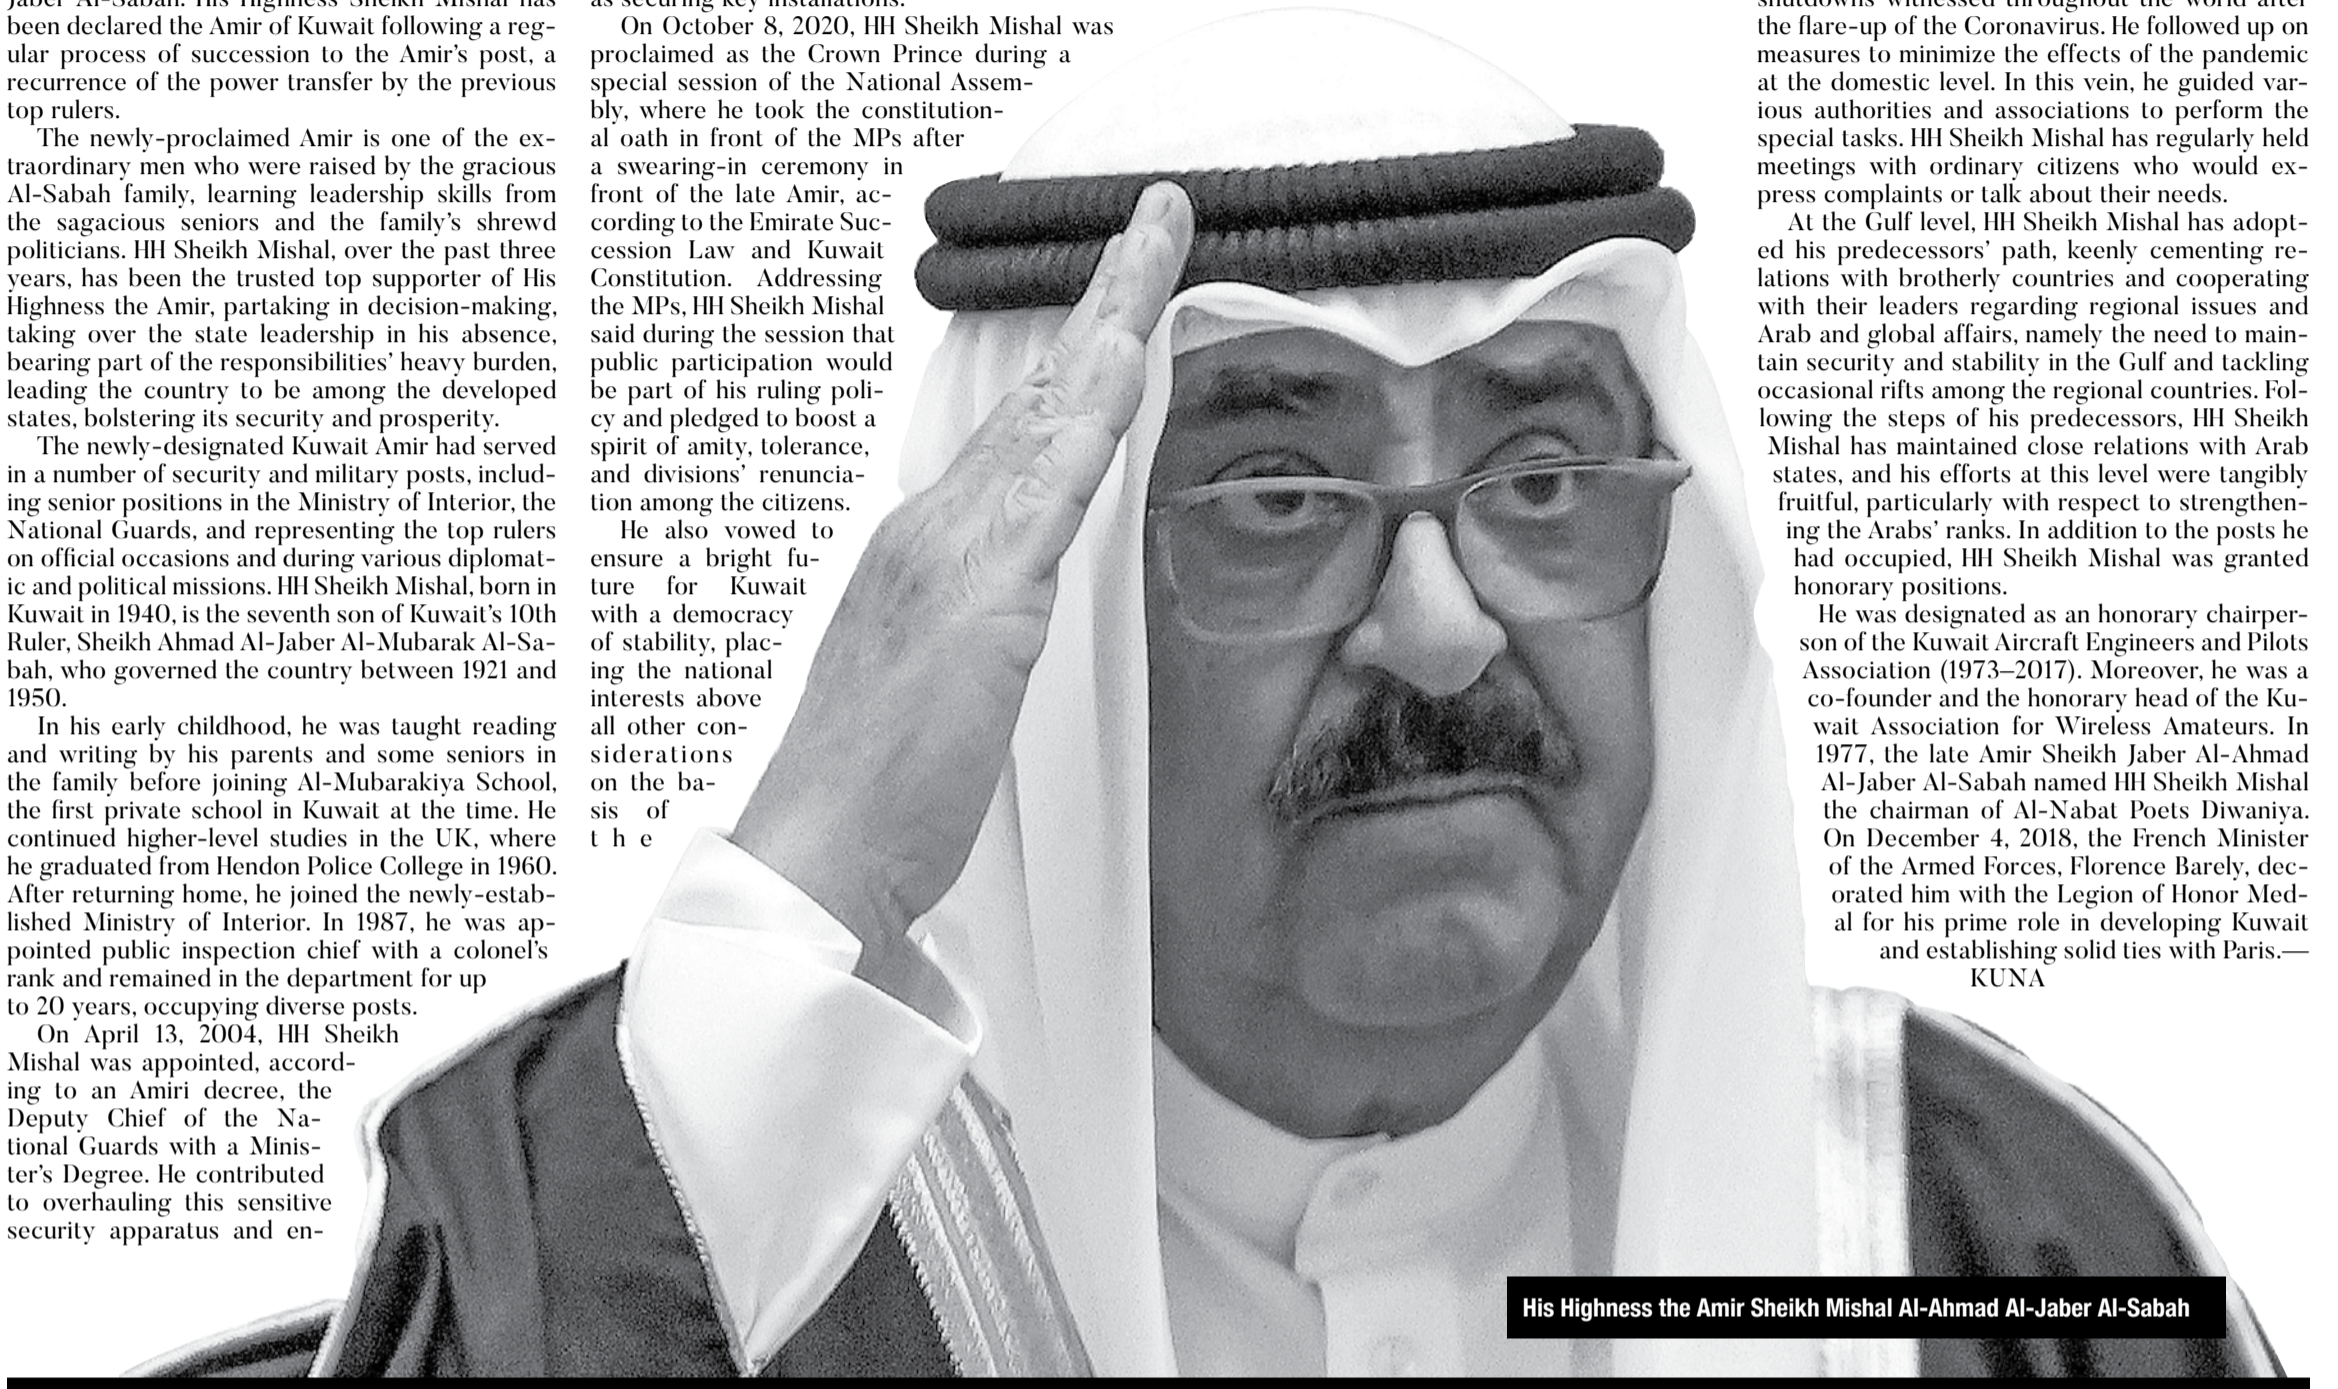 Jaber Al-Sabah. His Highness Sheikh Mishal has
been declared the Amir of Kuwait following a reg-
ular process of succession to the Amir's post, a
recurrence of the power transfer by the previous
top rulers.
The newly-proclaimed Amir is one of the ex-
traordinary men who were raised by the gracious
Al-Sabah family, learning leadership skills from
the sagacious seniors and the family's shrewd
politicians. HH Sheikh Mishal, over the past three
years, has been the trusted top supporter of His
Highness the Amir, partaking in decision-making,
taking over the state leadership in his absence,
bearing part of the responsibilities' heavy burden,
leading the country to be among the developed
states, bolstering its security and prosperity.
The newly-designated Kuwait Amir had served
in a number of security and military posts, includ-
ing senior positions in the Ministry of Interior, the
National Guards, and representing the top rulers
on official occasions and during various diplomat-
ic and political missions. HH Sheikh Mishal, born in
Kuwait in 1940, is the seventh son of Kuwait's 10th
Ruler, Sheikh Ahmad Al-Jaber Al-Mubarak Al-Sa-
bah, who governed the country between 1921 and
1950.
In his early childhood, he was taught reading
and writing by his parents and some seniors in
the family before joining Al-Mubarakiya School,
the first private school in Kuwait at the time. He
continued higher-level studies in the UK, where
he graduated from Hendon Police College in 1960.
After returning home, he joined the newly-estab-
lished Ministry of Interior. In 1987, he was ap-
pointed public inspection chief with a colonel's
rank and remained in the department for up
to 20 years, occupying diverse posts.
On April 13, 2004, HH Sheikh
Mishal was appointed, accord-
ing to an Amiri decree, the
Deputy Chief of the Na-
tional Guards with a Minis-
ter's Degree. He contributed
to overhauling this sensitive
security apparatus and en-
as securing key installations.
On October 8, 2020, HH Sheikh Mishal was
proclaimed as the Crown Prince during a
special session of the National Assem-
bly, where he took the constitution-
al oath in front of the MPs after
a swearing-in ceremony in
front of the late Amir, ac-
cording to the Emirate Suc-
cession Law and Kuwait
Constitution. Addressing
the MPs, HH Sheikh Mishal
said during the session that
public participation would
be part of his ruling poli-
cy and pledged to boost a
spirit of amity, tolerance,
and divisions' renuncia-
tion among the citizens.
He also vowed to
ensure a bright fu-
ture for Kuwait
with a democracy
of stability, plac-
ing the national
interests above
all other con-
siderations
on the ba-
sis of
the
shutdowns witnessed throughout the world after
the flare-up of the Coronavirus. He followed up on
measures to minimize the effects of the pandemic
at the domestic level. In this vein, he guided var-
ious authorities and associations to perform the
special tasks. HH Sheikh Mishal has regularly held
meetings with ordinary citizens who would ex-
press complaints or talk about their needs.
At the Gulf level, HH Sheikh Mishal has adopt-
ed his predecessors' path, keenly cementing re-
lations with brotherly countries and cooperating
with their leaders regarding regional issues and
Arab and global affairs, namely the need to main-
tain security and stability in the Gulf and tackling
occasional rifts among the regional countries. Fol-
lowing the steps of his predecessors, HH Sheikh
Mishal has maintained close relations with Arab
states, and his efforts at this level were tangibly
fruitful, particularly with respect to strengthen-
ing the Arabs' ranks. In addition to the posts he
had occupied, HH Sheikh Mishal was granted
honorary positions.
He was designated as an honorary chairper-
son of the Kuwait Aircraft Engineers and Pilots
Association (1973–2017). Moreover, he was a
co-founder and the honorary head of the Ku-
wait Association for Wireless Amateurs. In
1977, the late Amir Sheikh Jaber Al-Ahmad
Al-Jaber Al-Sabah named HH Sheikh Mishal
the chairman of Al-Nabat Poets Diwaniya.
On December 4, 2018, the French Minister
of the Armed Forces, Florence Barely, dec-
orated him with the Legion of Honor Med-
al for his prime role in developing Kuwait
and establishing solid ties with Paris.—
KUNA
His Highness the Amir Sheikh Mishal Al-Ahmad Al-Jaber Al-Sabah